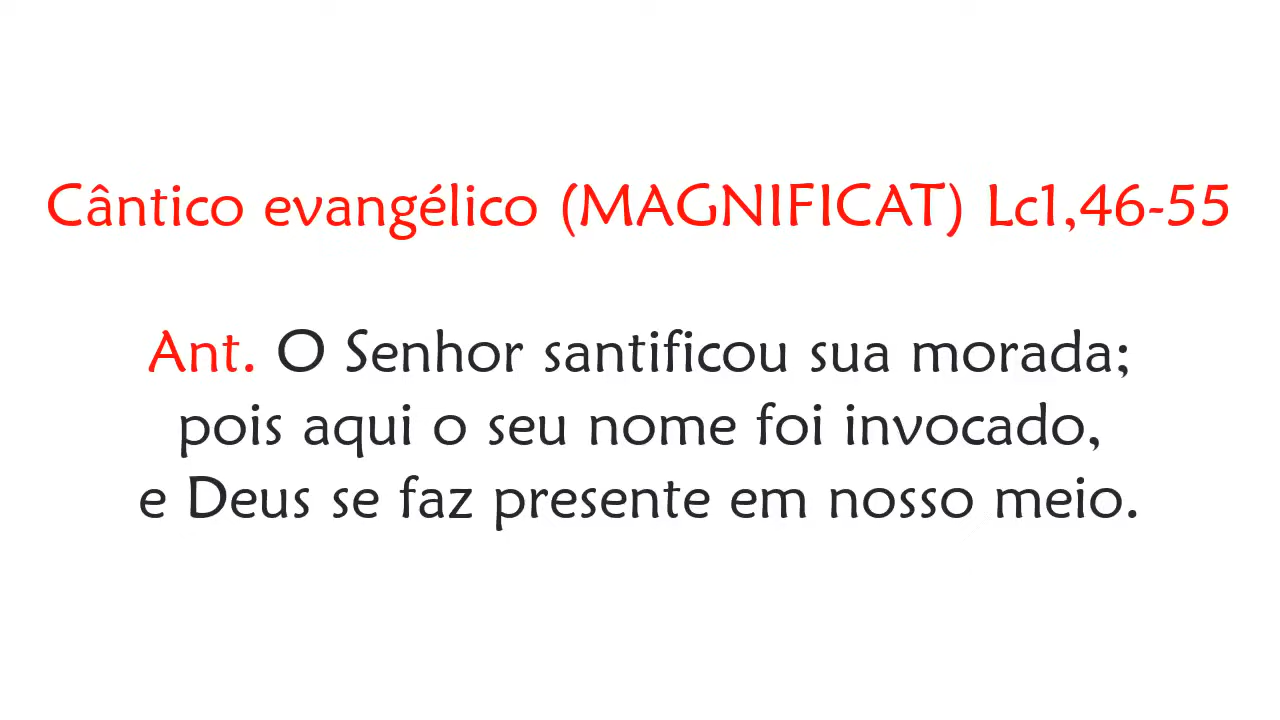 Cântico evangélico (MAGNIFICAT) Lc1,46-55
Ant. O Senhor santificou sua morada;
pois aqui o seu nome foi invocado,
e Deus se faz presente em nosso meio.